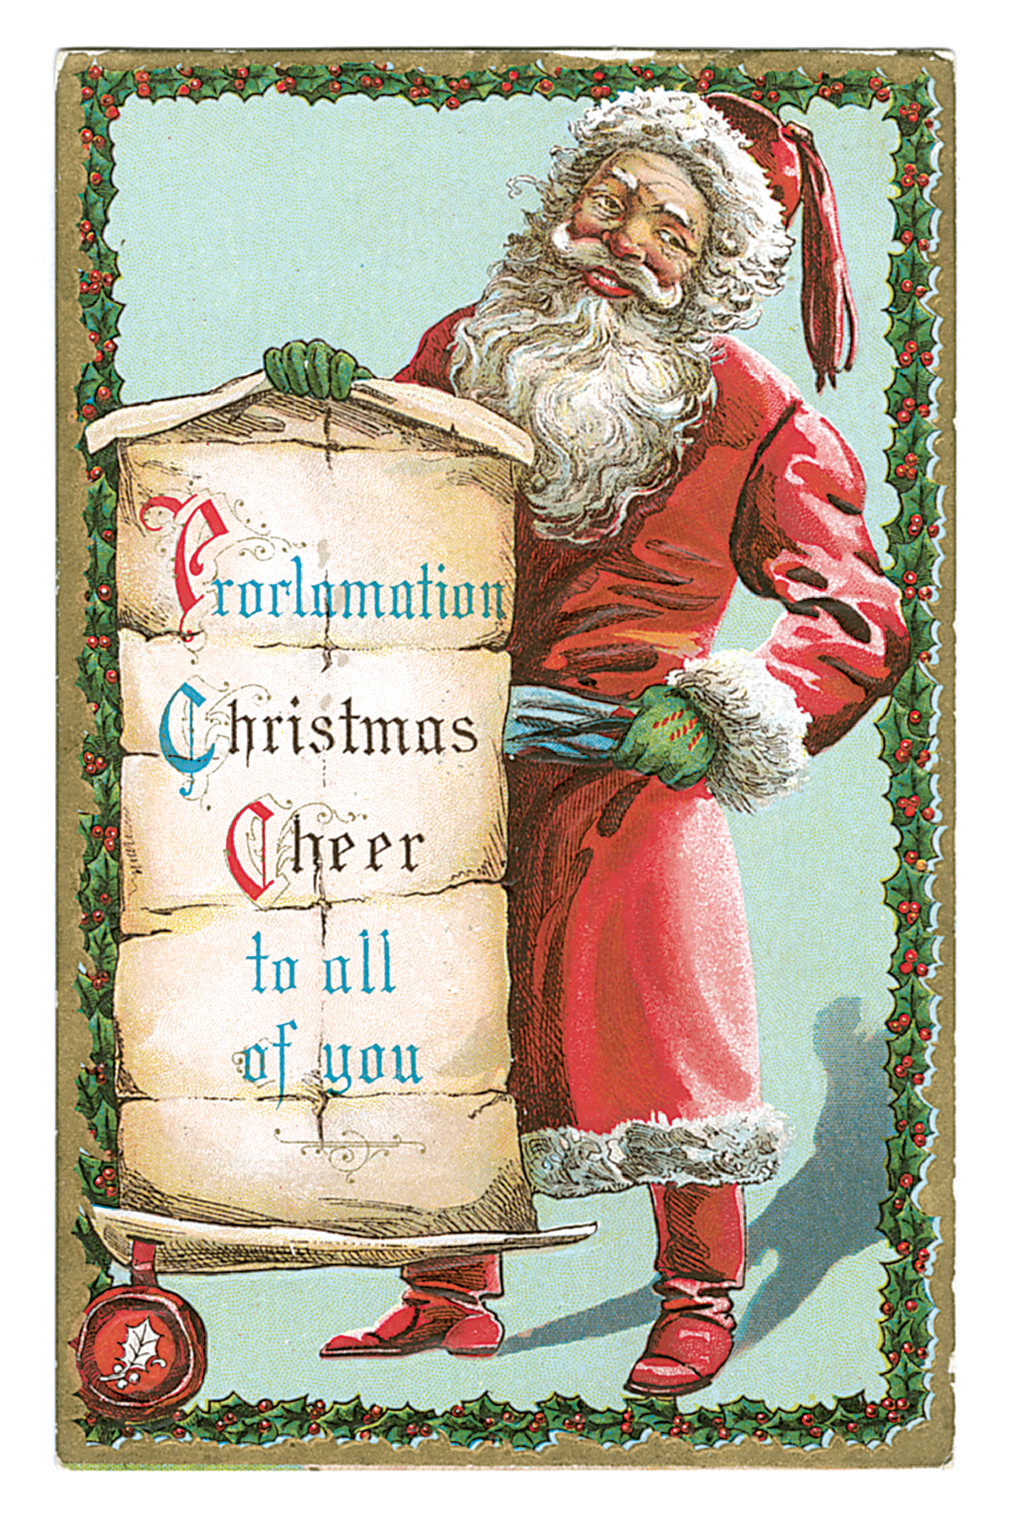 Proclamation
Christmas
Cheer
to all
of you